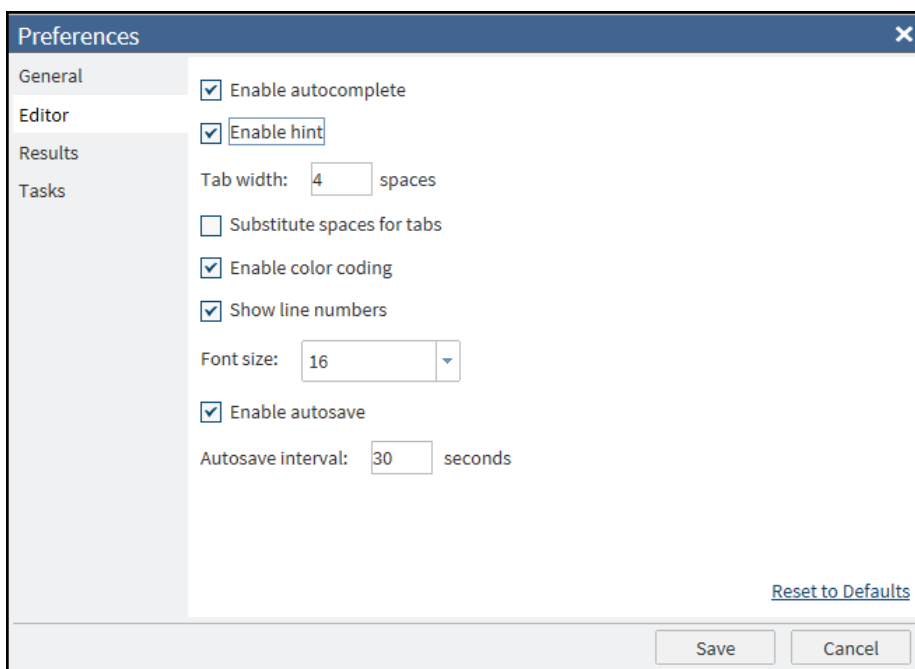 Preferences
General
Editor
Results
Tasks
Enable autocomplete
Enable hint
Tab width: 4 spaces
Substitute spaces for tabs
Enable color coding
Show line numbers
Font size: 16
Enable autosave
Autosave interval: 30 seconds
Reset to Defaults
Save Cancel